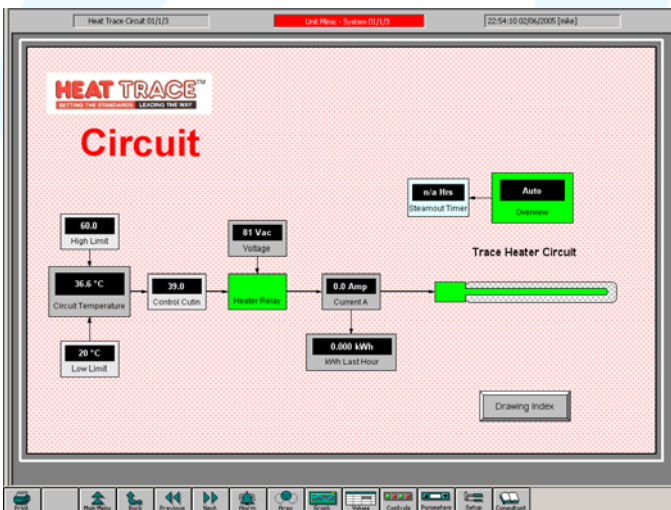 Heat Trace Circuit 01/1/3
Unit Mimic - System 01/1/3
22:54:10 02/06/2005 [mike]
HEAT TRACE™
SETTING THE STANDARDS LEADING THE WAY
Circuit
n/a Hrs
Steamout Timer
Auto
Overview
60.0
High Limit
81 Vac
Voltage
Trace Heater Circuit
36.6 °C
Circuit Temperature
39.0
Control Cutin
Heater Relay
0.0 Amp
Current A
20 °C
Low Limit
0.000 kWh
kWh Last Hour
Drawing Index
Print
Main Menu
Back
Previous
Next
Alarm
Area
Graph
Values
Controls
Parameters
Setup
Consultant